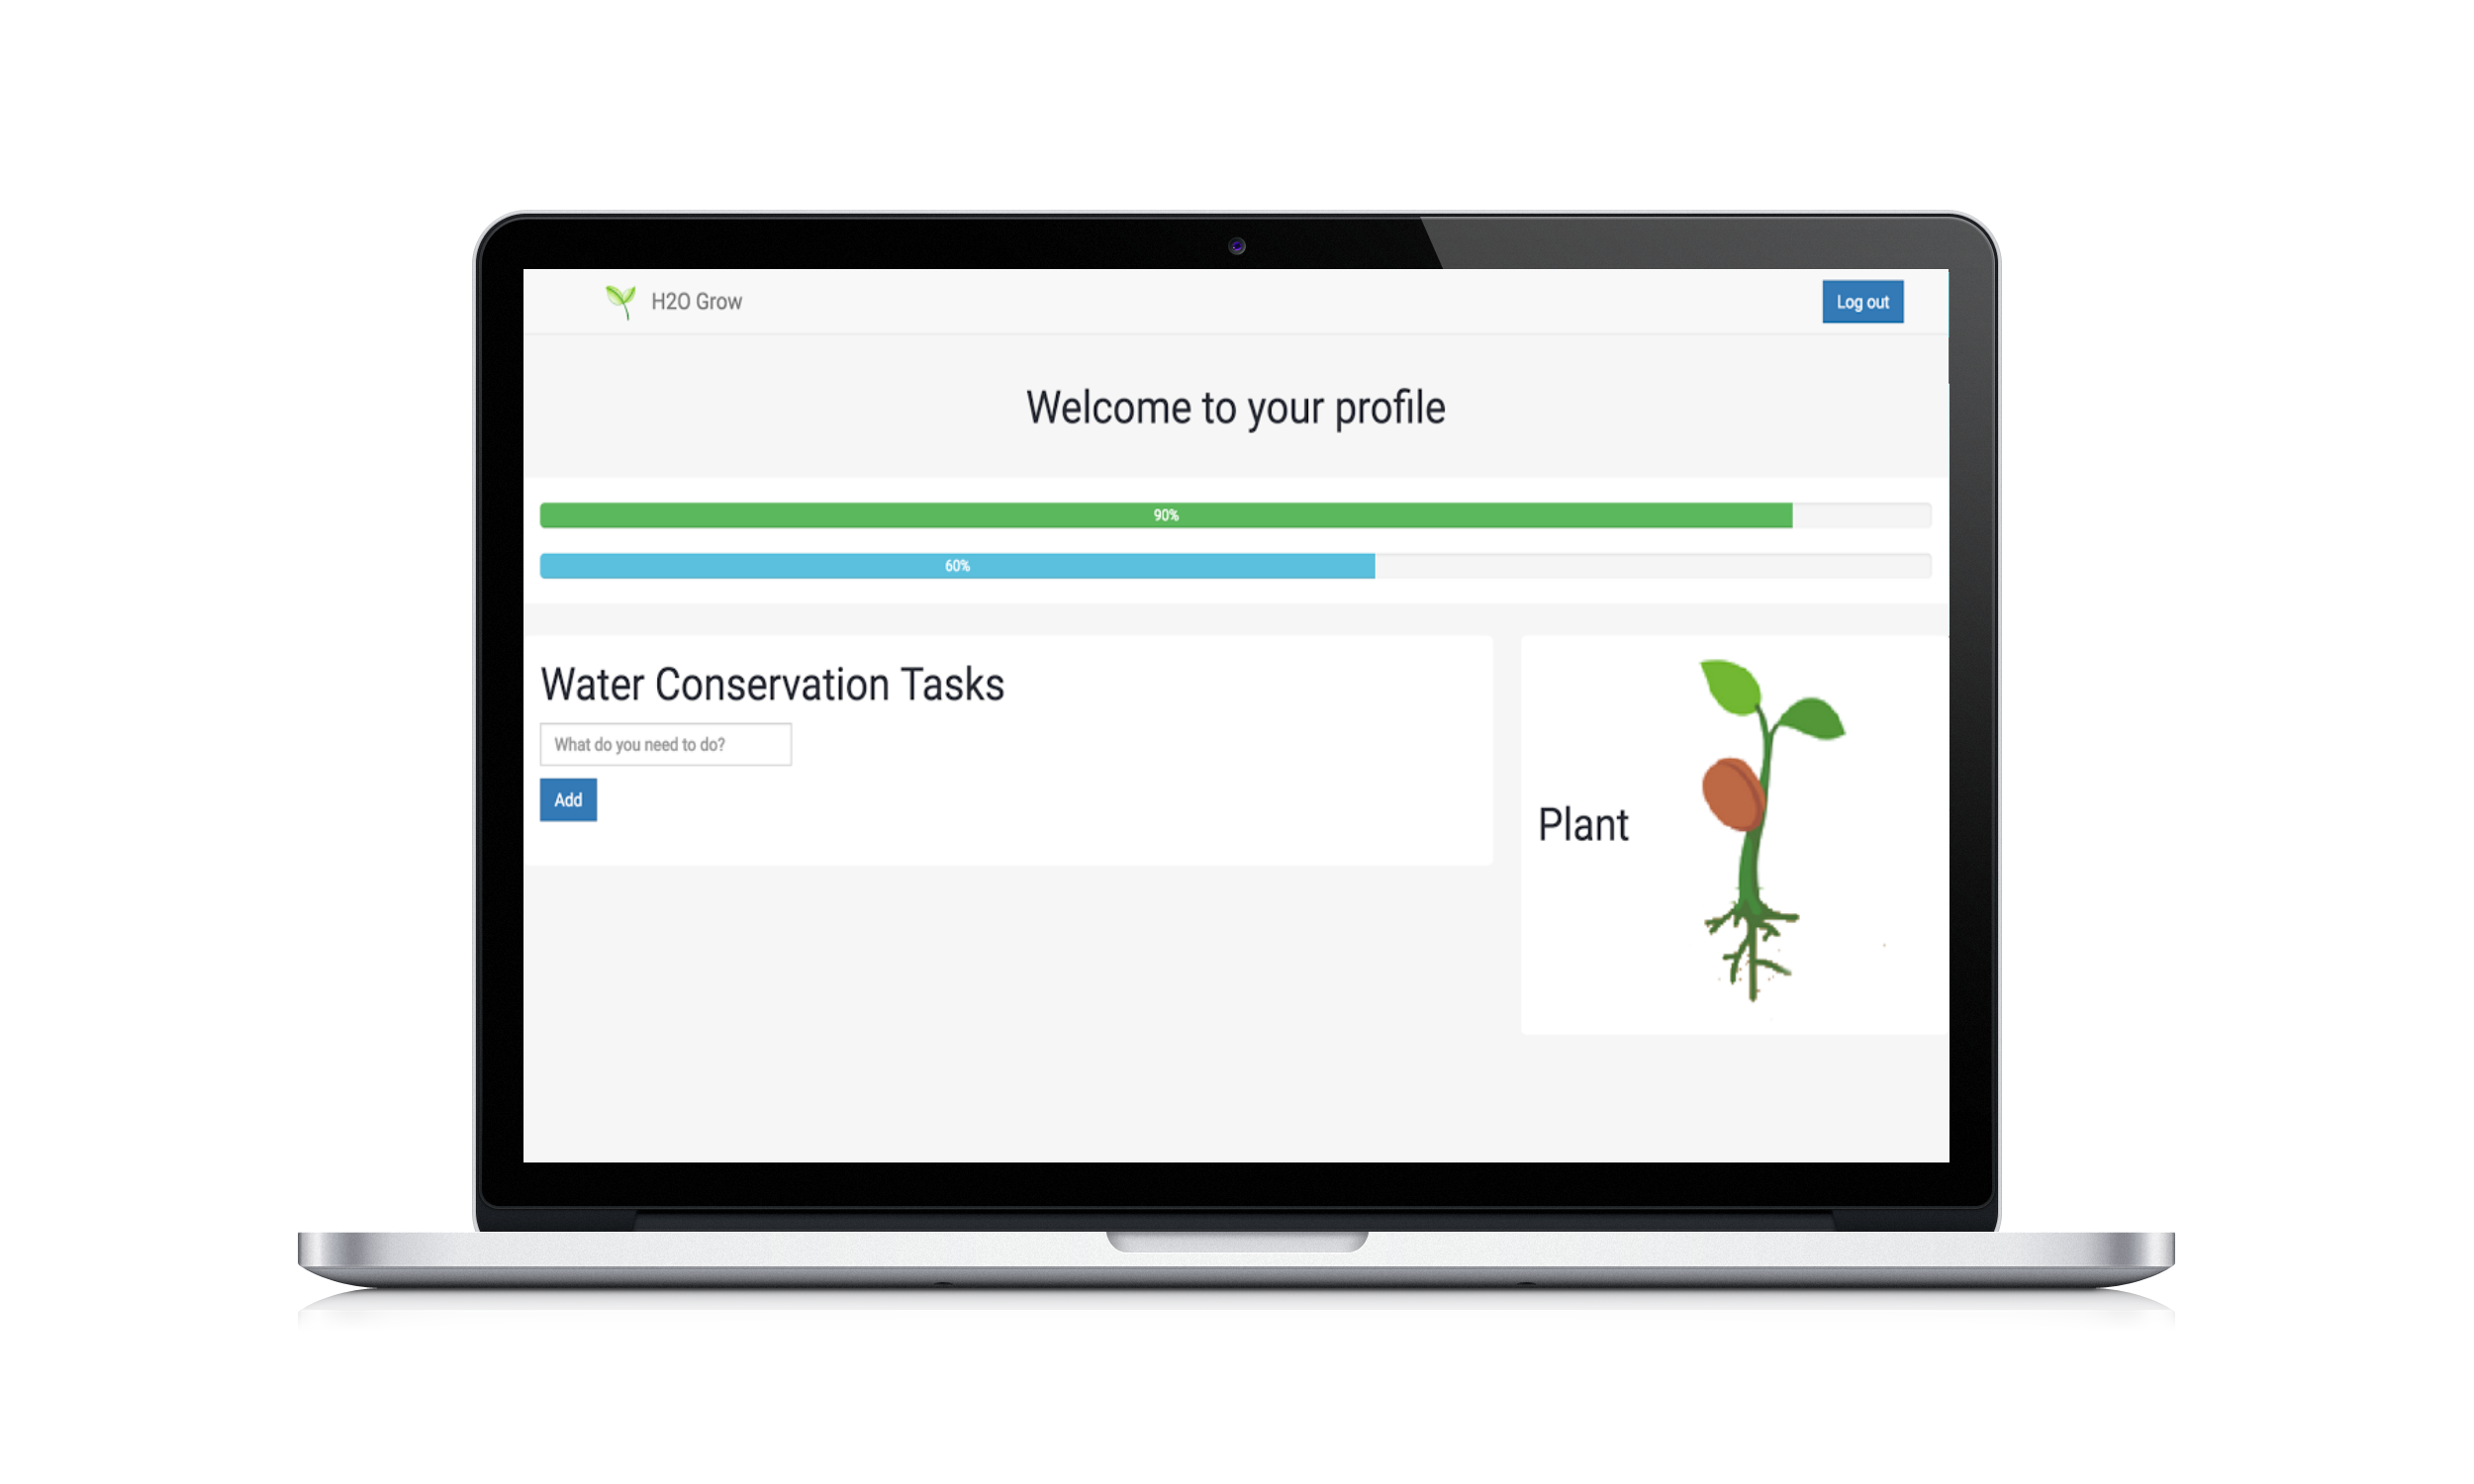 H2O Grow
Log out
Welcome to your profile
90%
60%
Water Conservation Tasks
What do you need to do?
Add
Plant